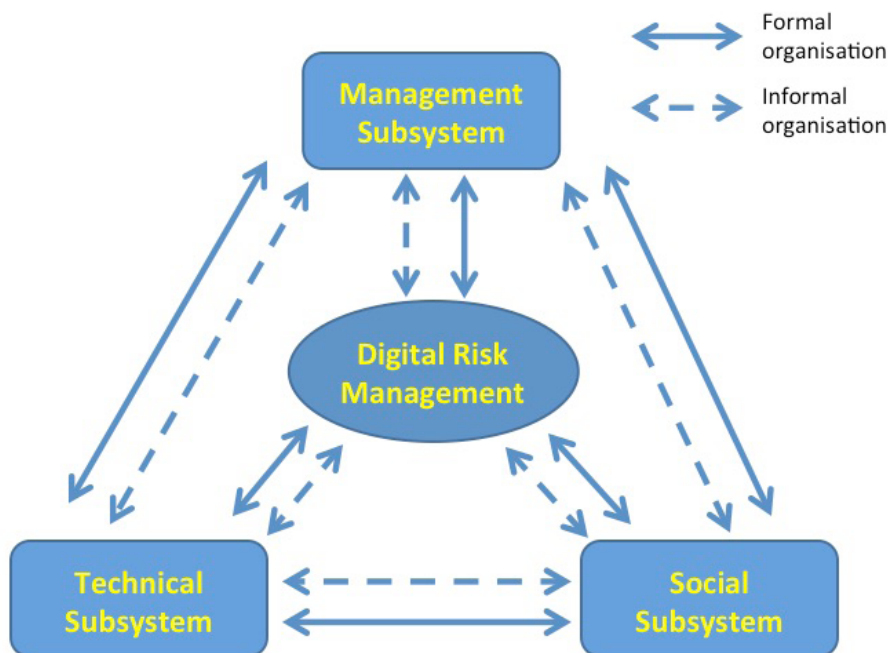 Formal
organisation
Management
Subsystem
Informal
organisation
Digital Risk
Management
Technical
Subsystem
Social
Subsystem